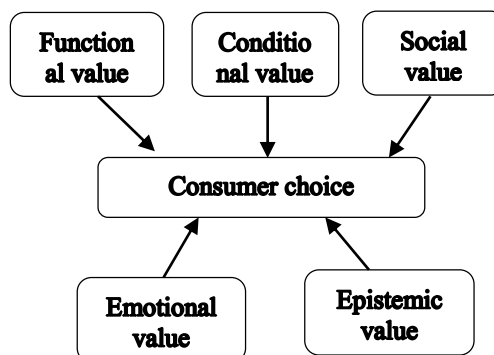 Function
al value
Conditio
nal value
Social
value
Consumer choice
Emotional
value
Epistemic
value